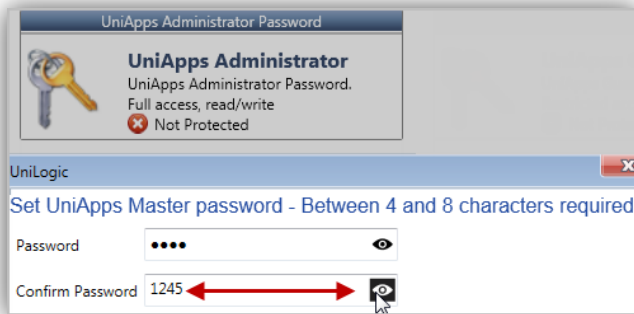 UniApps Administrator Password
UniApps Administrator
UniApps Administrator Password.
Full access, read/write
Not Protected
UniLogic
Set UniApps Master password - Between 4 and 8 characters required
Password ••••
Confirm Password 1245